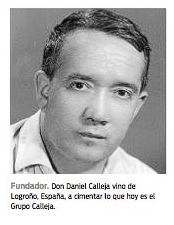 Fundador. Don Daniel Calleja vino de
Logroño, España, a cimentar lo que hoy es el
Grupo Calleja.